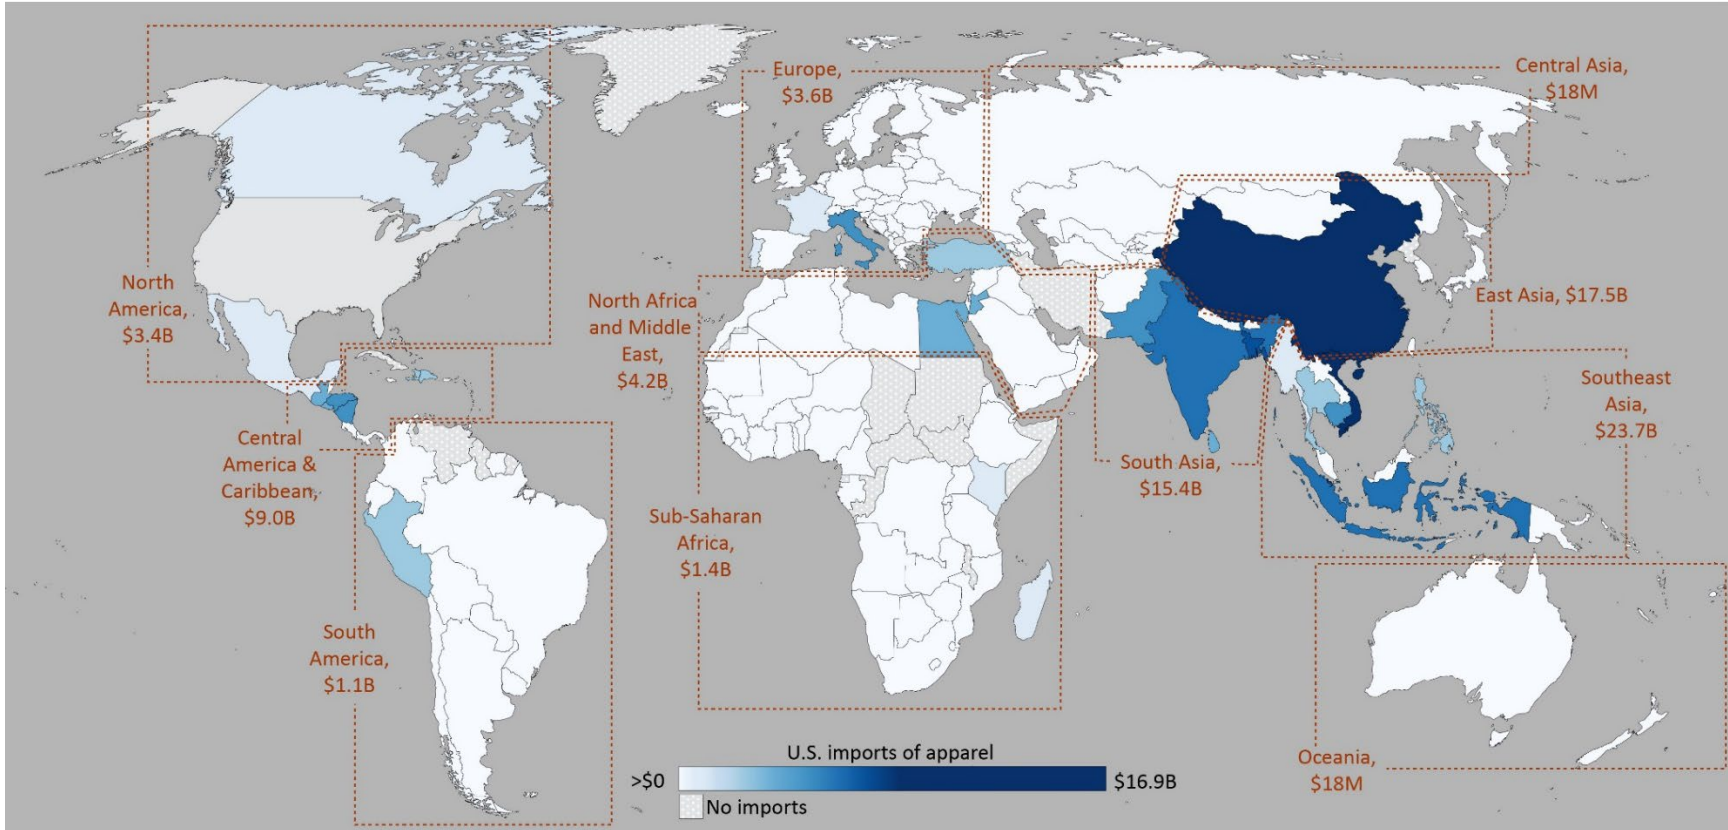 Europe,
$3.6B
Central Asia,
$18M
North
America,
$3.4B
North Africa
and Middle
East,
$4.2B
East Asia, $17.5B
Central
America &
Caribbean,
$9.0B
South Asia,
$15.4B
Southeast
Asia,
$23.7B
Sub-Saharan
Africa,
$1.4B
South
America,
$1.1B
Oceania,
$18M
U.S. imports of apparel
>$0
$16.9B
No imports